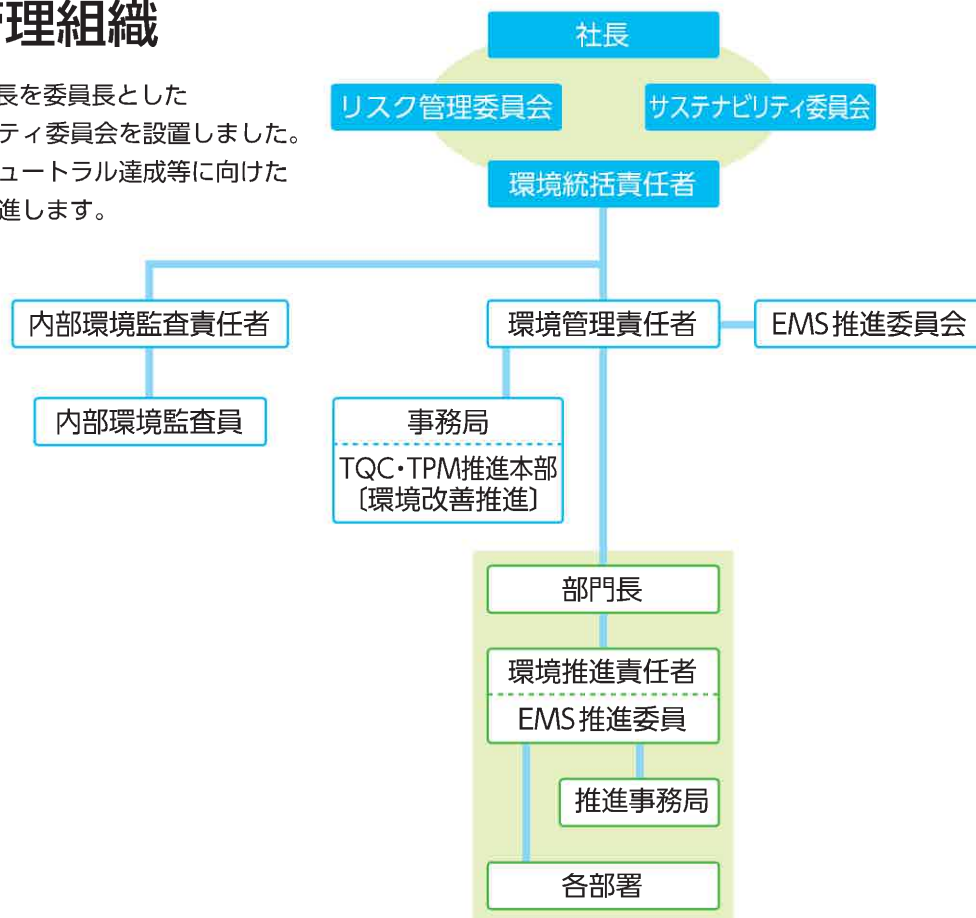 管理組織
長を委員長とした
ティ委員会を設置しました。
ュートラル達成等に向けた
進します。
社長
リスク管理委員会
サステナビリティ委員会
環境統括責任者
内部環境監査責任者
環境管理責任者
EMS推進委員会
内部環境監査員
事務局
TQC・TPM推進本部
〔環境改善推進〕
部門長
環境推進責任者
EMS推進委員
推進事務局
各部署